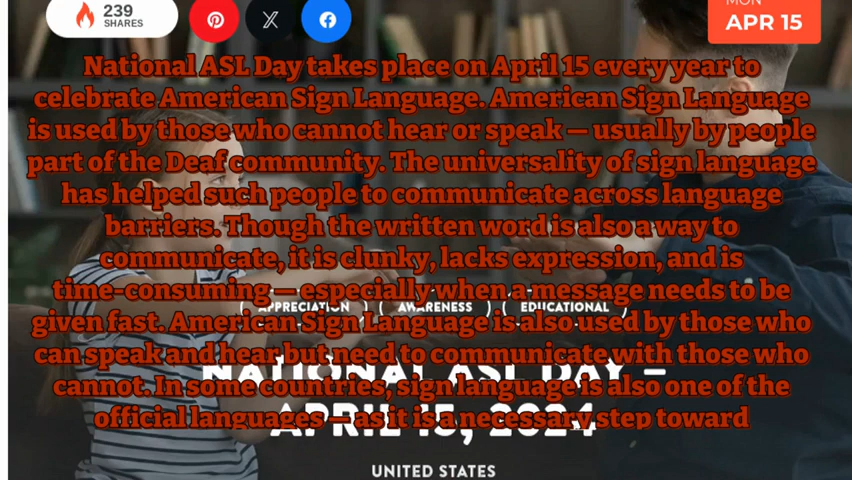 239
SHARES
MON
APR 15
National ASL Day takes place on April 15 every year to
celebrate American Sign Language. American Sign Language
is used by those who cannot hear or speak — usually by people
part of the Deaf community. The universality of sign language
has helped such people to communicate across language
barriers. Though the written word is also a way to
communicate, it is clunky, lacks expression, and is
time-consuming — especially when a message needs to be
given fast. American Sign Language is also used by those who
can speak and hear but need to communicate with those who
cannot. In some countries, sign language is also one of the
official languages — as it is a necessary step toward
APPRECIATION AWARENESS EDUCATIONAL
NATIONAL ASL DAY –
APRIL 15, 2024
UNITED STATES